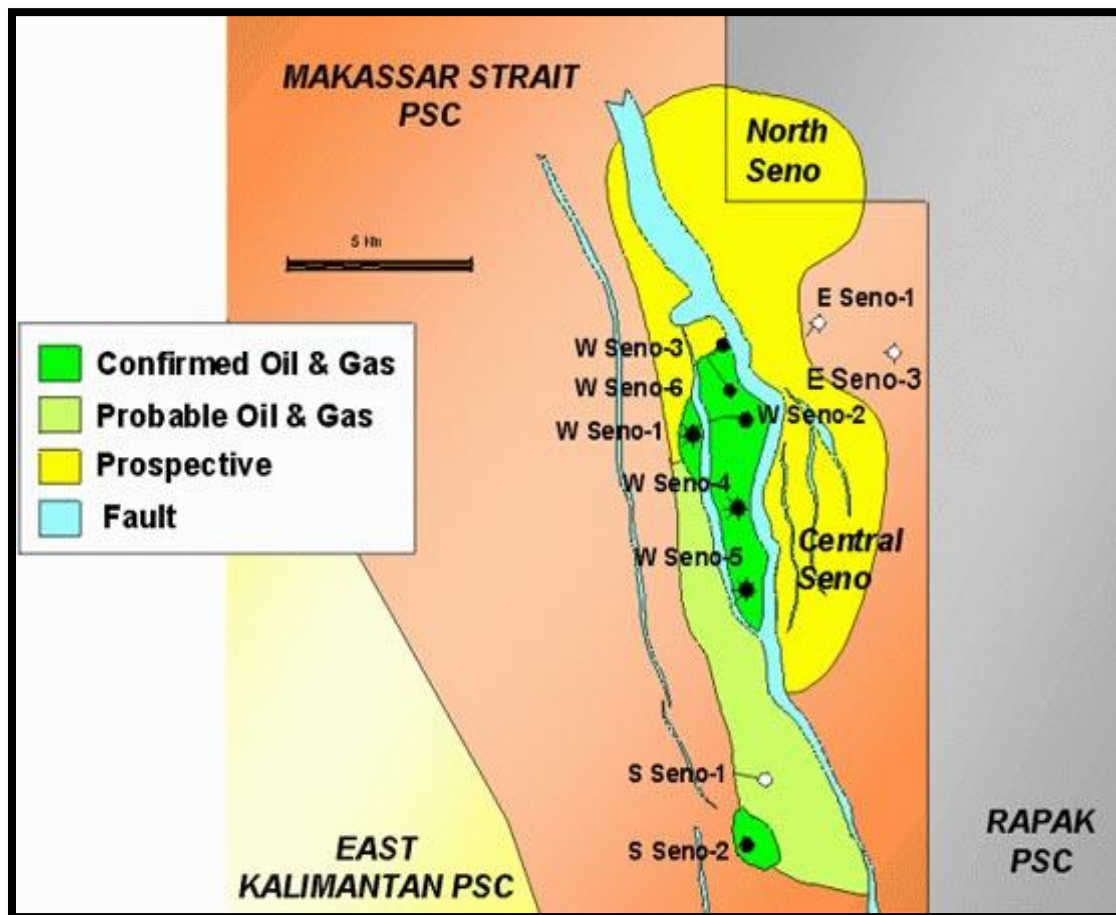 MAKASSAR STRAIT
PSC
North
Seno
E Seno-1
W Seno-3
E Seno-3
W Seno-6
W Seno-2
W Seno-1
W Seno-4
W Seno-5
Central
Seno
Confirmed Oil & Gas
Probable Oil & Gas
Prospective
Fault
S Seno-1
S Seno-2
EAST
KALIMANTAN PSC
RAPAK
PSC